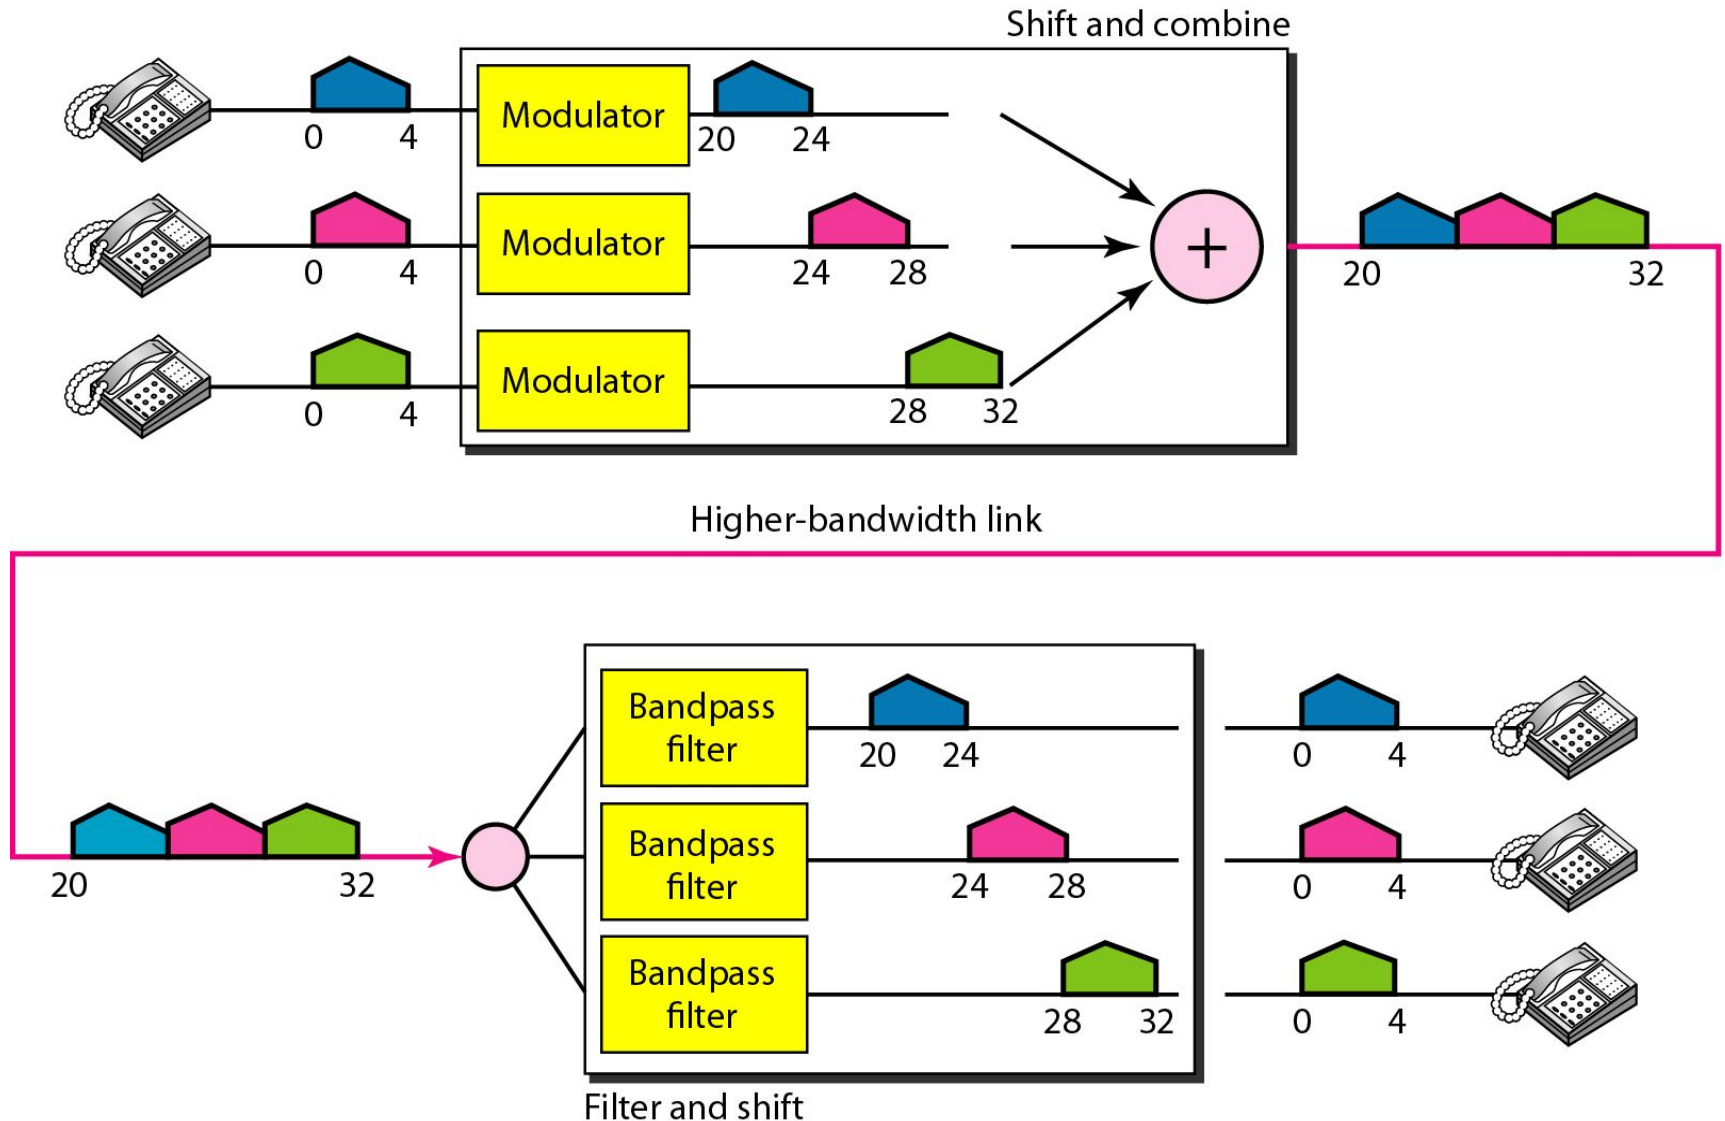 Shift and combine
Modulator
0 4
20 24
Modulator
0 4
24 28
+
20 32
Modulator
0 4
28 32
Higher-bandwidth link
Bandpass
filter
20 24
0 4
Bandpass
filter
20 32
24 28
0 4
Bandpass
filter
28 32
0 4
Filter and shift